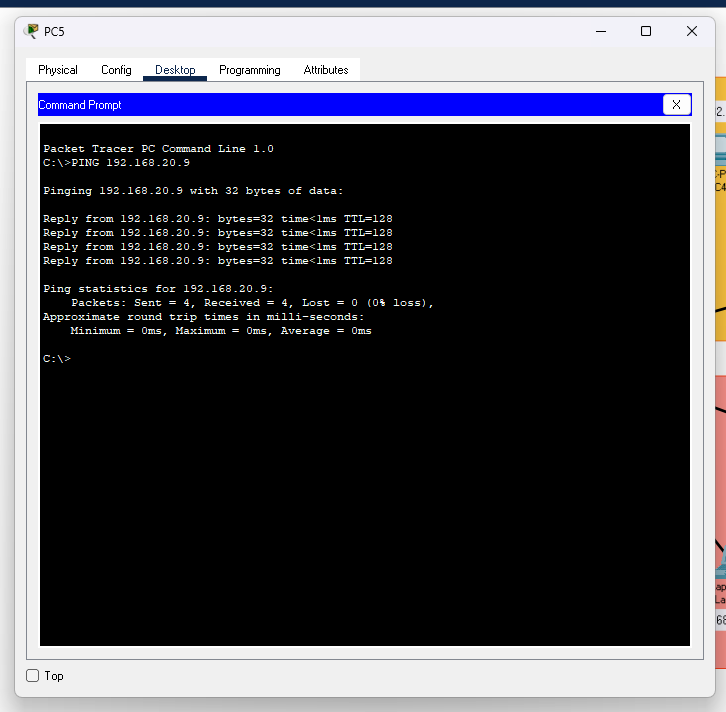 PC5
Physical Config Desktop Programming Attributes
Command Prompt X
Packet Tracer PC Command Line 1.0
C:\>PING 192.168.20.9
Pinging 192.168.20.9 with 32 bytes of data:
Reply from 192.168.20.9: bytes=32 time<1ms TTL=128
Reply from 192.168.20.9: bytes=32 time<1ms TTL=128
Reply from 192.168.20.9: bytes=32 time<1ms TTL=128
Reply from 192.168.20.9: bytes=32 time<1ms TTL=128
Ping statistics for 192.168.20.9:
Packets: Sent = 4, Received = 4, Lost = 0 (0% loss),
Approximate round trip times in milli-seconds:
Minimum = 0ms, Maximum = 0ms, Average = 0ms
C:\>
Top